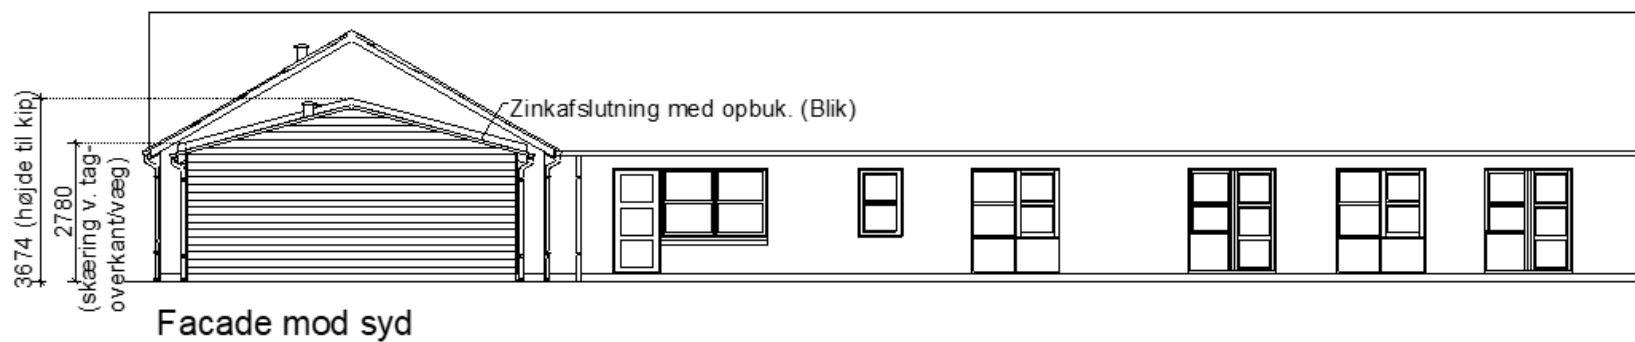 Zinkafslutning med opbuk. (Blik)
3674 (højde til kip)
2780
(skæring v. tag-
overkant/væg)
Facade mod syd